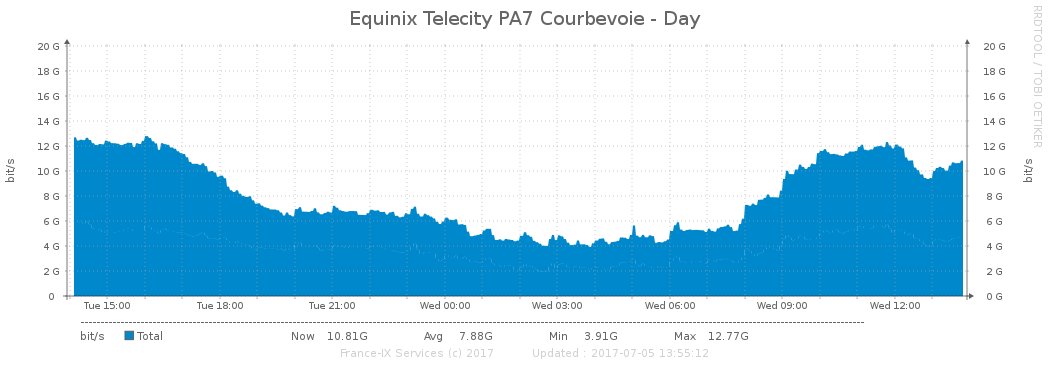 Equinix Telecity PA7 Courbevoie - Day
RRDTOOL / TOBI OETIKER
bit/s
20 G 20 G
18 G 18 G
16 G 16 G
14 G 14 G
12 G 12 G
10 G 10 G
8 G 8 G
6 G 6 G
4 G 4 G
2 G 2 G
0 0 G
bit/s
Tue 15:00 Tue 18:00 Tue 21:00 Wed 00:00 Wed 03:00 Wed 06:00 Wed 09:00 Wed 12:00
bit/s Total Now 10.81G Avg 7.88G Min 3.91G Max 12.77G
France-IX Services (c) 2017 Updated : 2017-07-05 13:55:12